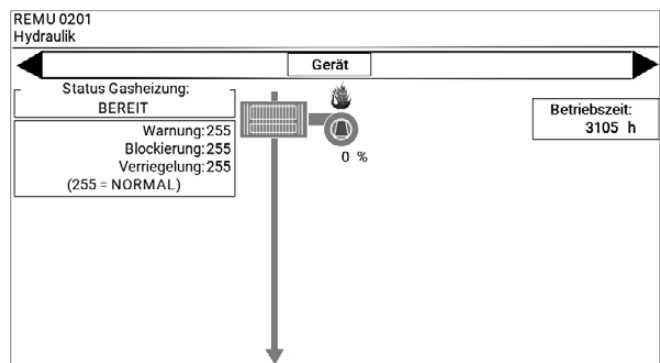 REMU 0201
Hydraulik
Gerät
Status Gasheizung:
BEREIT
Warnung:255
Blockierung:255
Verriegelung:255
(255 = NORMAL)
0 %
Betriebszeit:
3105 h